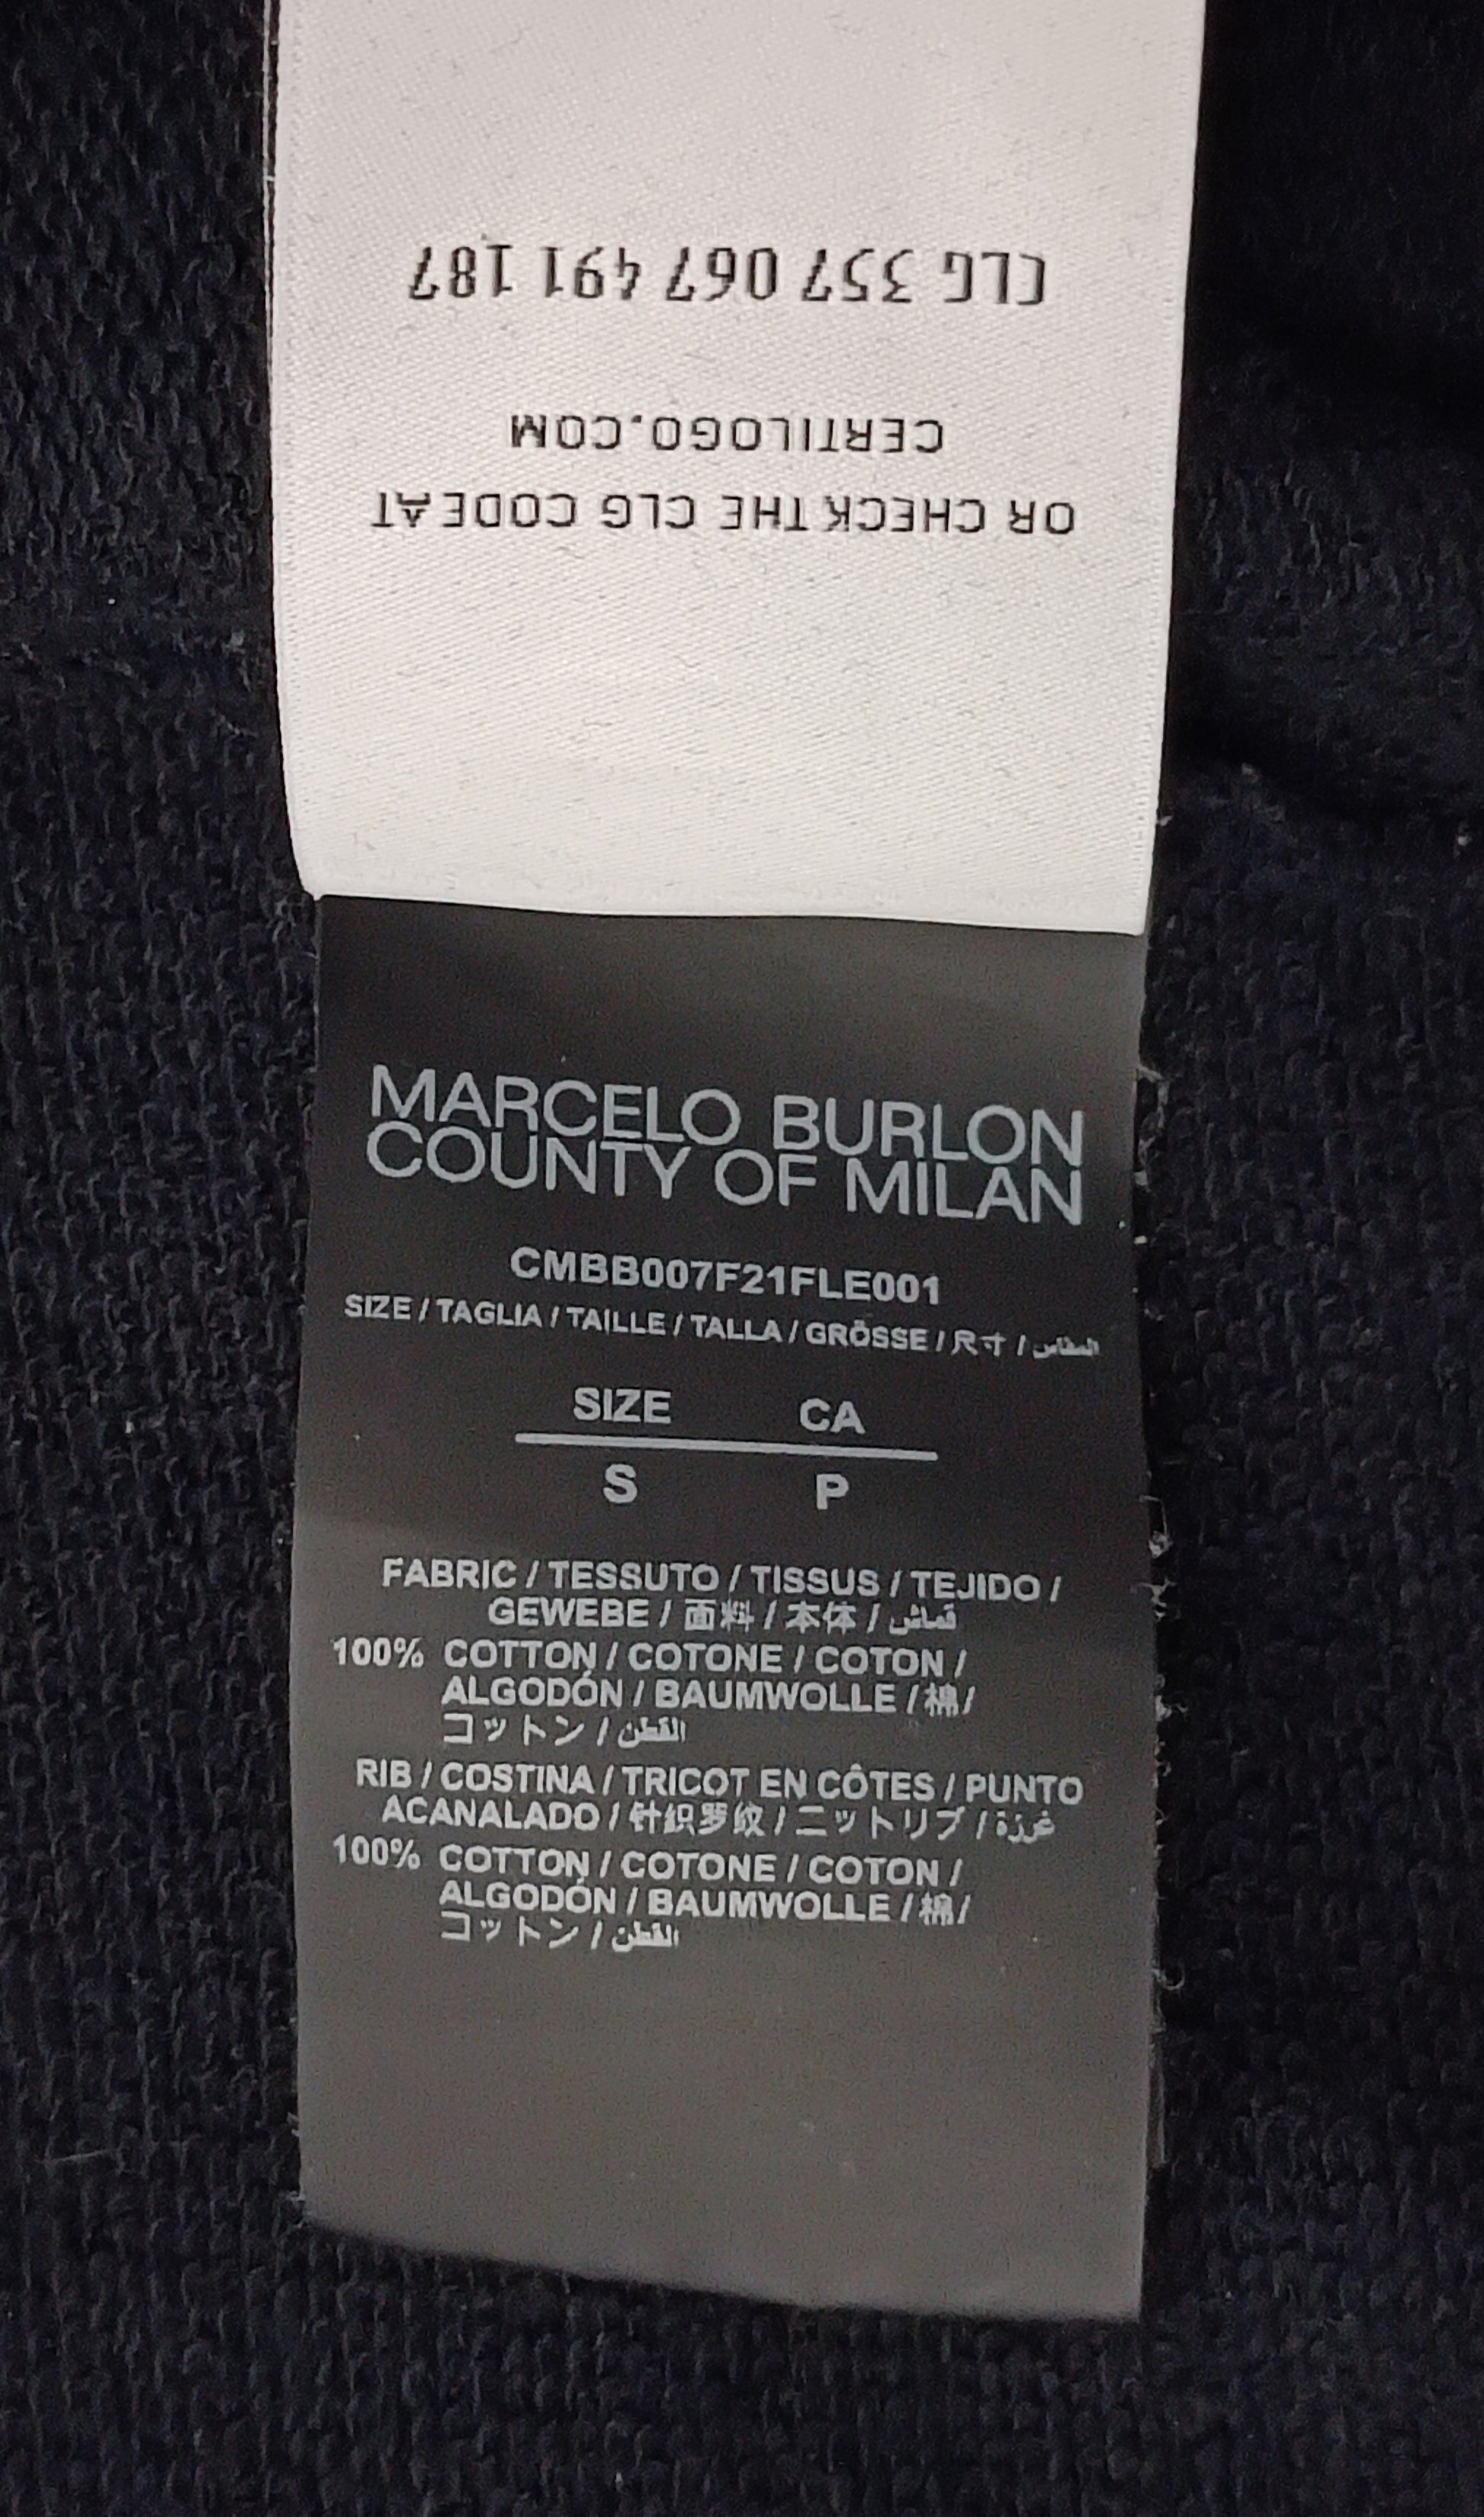 OR CHECK THE CLG CODE AT
CERTILOGO.COM
CLG 357 067 491 187
MARCELO BURLON
COUNTY OF MILAN
CMBB007F21FLE001
SIZE / TAGLIA / TAILLE / TALLA / GRÖSSE / 尺寸 / المقاس
SIZE CA
S P
FABRIC / TESSUTO / TISSUS / TEJIDO /
GEWEBE / 面料 / 本体 / قماش
100% COTTON / COTONE / COTON /
ALGODÓN / BAUMWOLLE / 棉 /
コットン / القطن
RIB / COSTINA / TRICOT EN CÔTES / PUNTO
ACANALADO / 针织罗纹 / ニットリブ / غرزة
100% COTTON / COTONE / COTON /
ALGODÓN / BAUMWOLLE / 棉 /
コットン / القطن